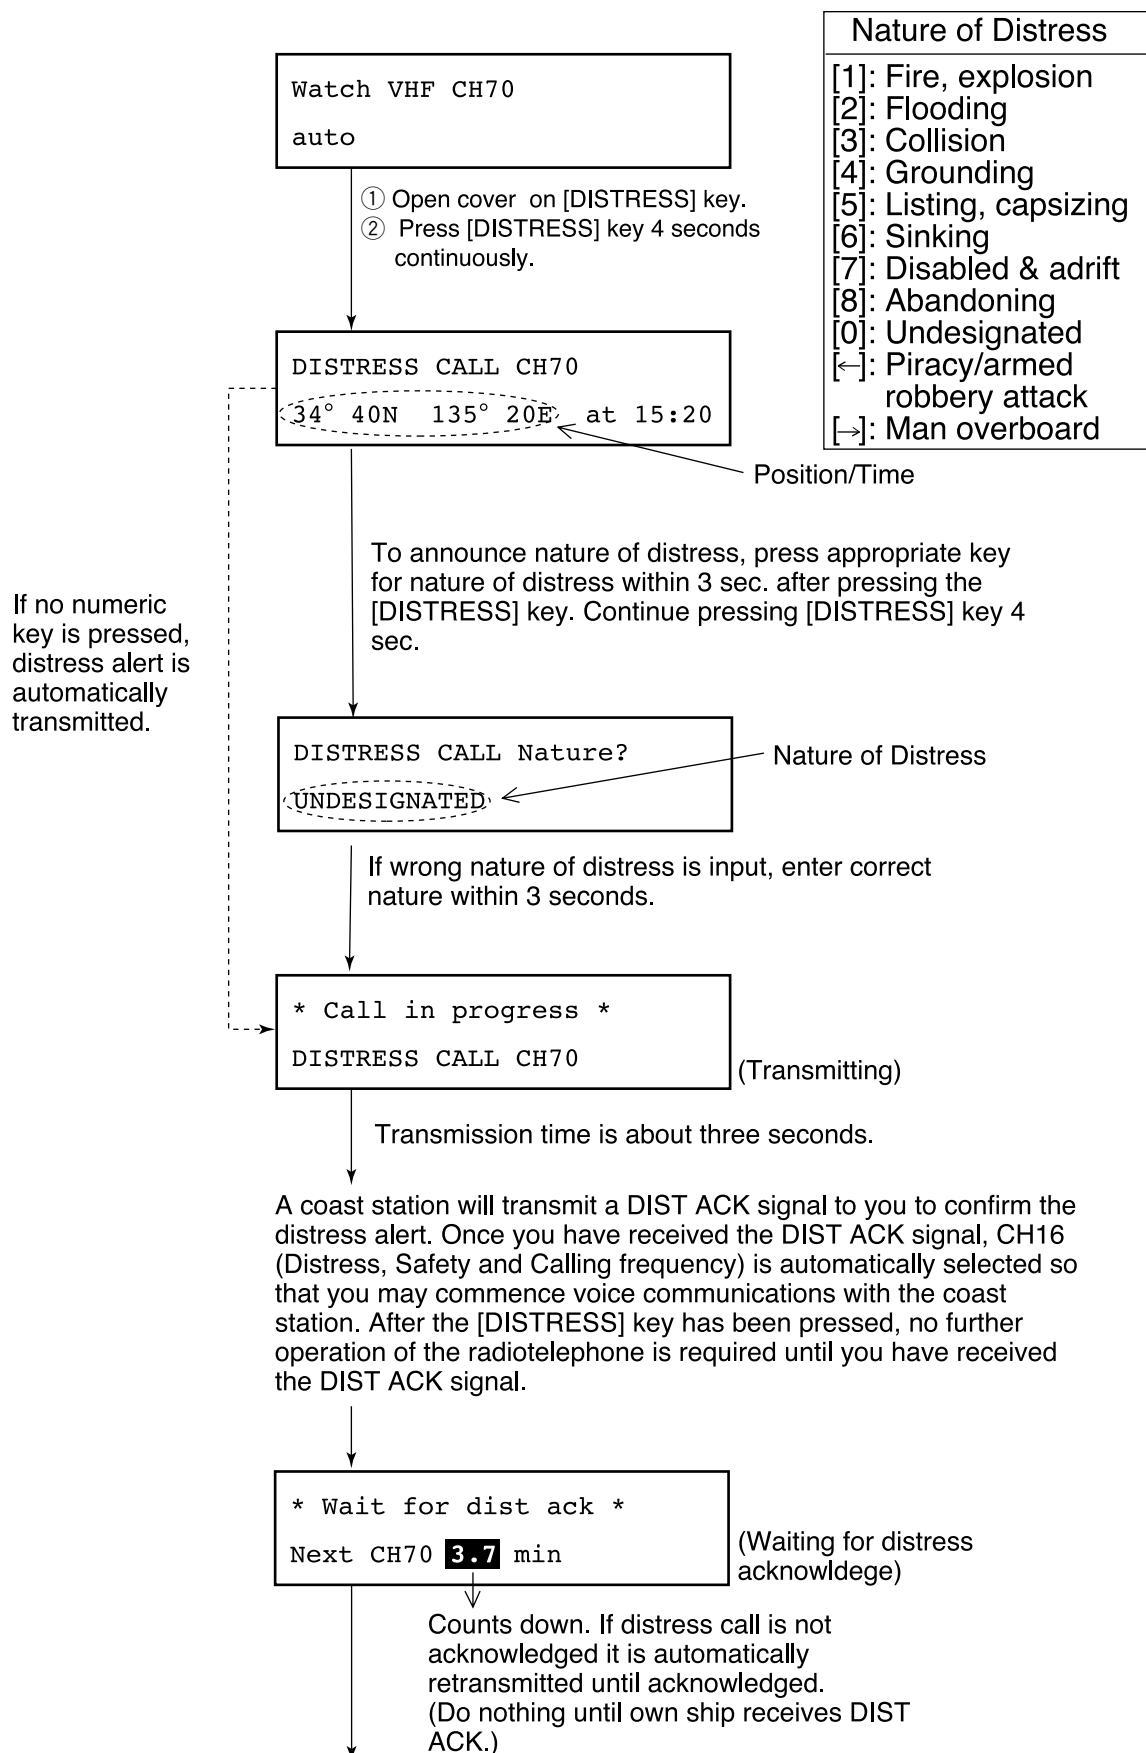 Nature of Distress
[1]: Fire, explosion
[2]: Flooding
[3]: Collision
[4]: Grounding
[5]: Listing, capsizing
[6]: Sinking
[7]: Disabled & adrift
[8]: Abandoning
[0]: Undesignated
[←]: Piracy/armed
robbery attack
[→]: Man overboard
Watch VHF CH70
auto
① Open cover on [DISTRESS] key.
② Press [DISTRESS] key 4 seconds
continuously.
DISTRESS CALL CH70
34° 40N 135° 20E at 15:20
Position/Time
To announce nature of distress, press appropriate key
for nature of distress within 3 sec. after pressing the
[DISTRESS] key. Continue pressing [DISTRESS] key 4
sec.
If no numeric
key is pressed,
distress alert is
automatically
transmitted.
DISTRESS CALL Nature?
UNDESIGNATED
Nature of Distress
If wrong nature of distress is input, enter correct
nature within 3 seconds.
* Call in progress *
DISTRESS CALL CH70
(Transmitting)
Transmission time is about three seconds.
A coast station will transmit a DIST ACK signal to you to confirm the
distress alert. Once you have received the DIST ACK signal, CH16
(Distress, Safety and Calling frequency) is automatically selected so
that you may commence voice communications with the coast
station. After the [DISTRESS] key has been pressed, no further
operation of the radiotelephone is required until you have received
the DIST ACK signal.
* Wait for dist ack *
Next CH70 3.7 min
(Waiting for distress
acknowldege)
Counts down. If distress call is not
acknowledged it is automatically
retransmitted until acknowledged.
(Do nothing until own ship receives DIST
ACK.)